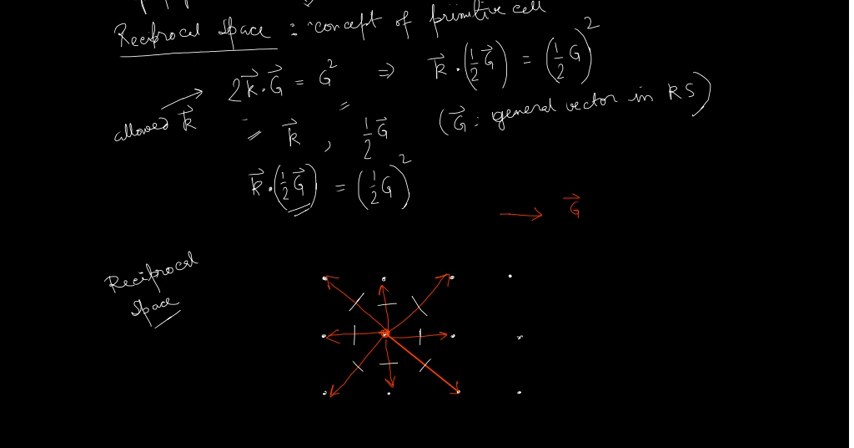 Reciprocal Space : concept of primitive cell
2k⃗·G⃗ = G² ⇒ k⃗·(½G⃗) = (½G)²
allowed k⃗
k⃗, ½G⃗ (G⃗: general vector in RS)
k⃗·(½G⃗) = (½G)²
→ G⃗
Reciprocal
Space